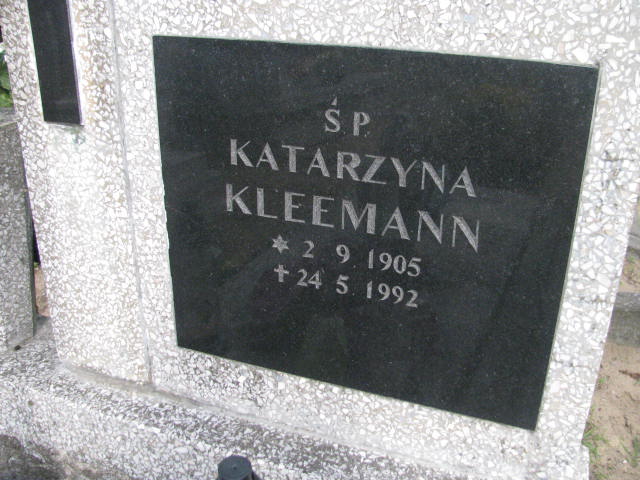 Ś P
KATARZYNA
KLEEMANN
* 2 9 1905
✝ 24 5 1992